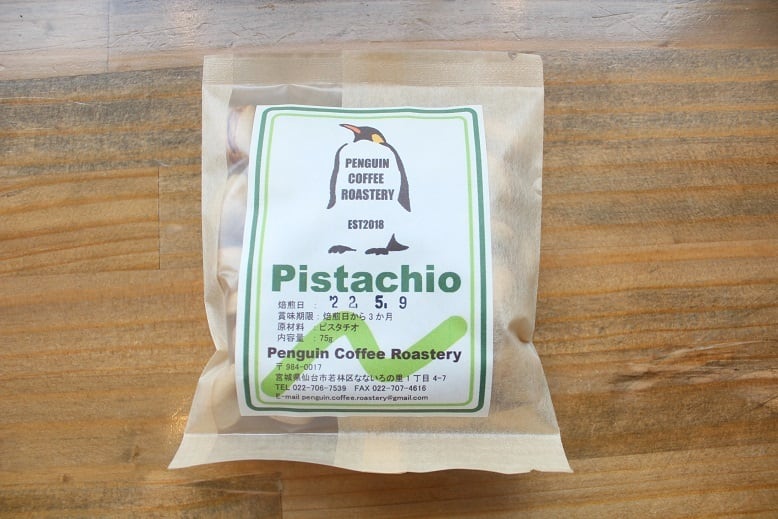 PENGUIN
COFFEE
ROASTERY
EST2018
Pistachio
焙煎日 : '22.5.9
賞味期限 : 焙煎日から3か月
原材料 : ピスタチオ
内容量 : 75g
Penguin Coffee Roastery
〒984-0017
宮城県仙台市若林区なないろの里1丁目4-7
TEL 022-706-7539 FAX 022-707-4616
E-mail penguin.coffee.roastery@gmail.com